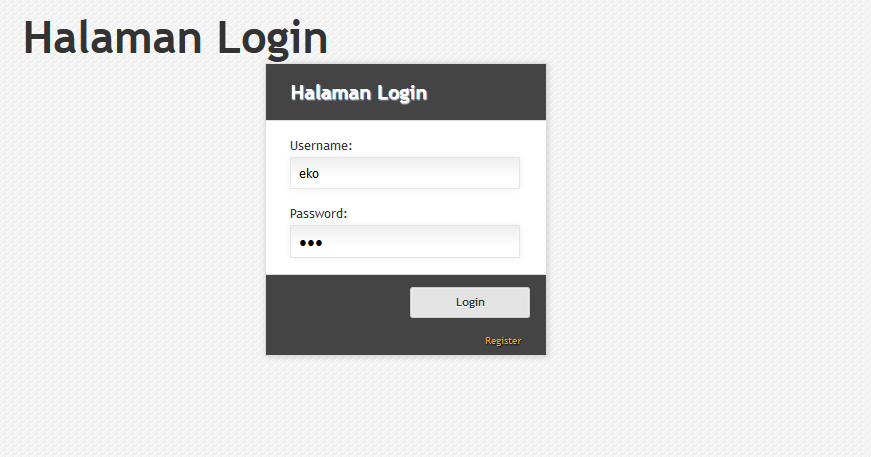 Halaman Login
Halaman Login
Username:
eko
Password:
●●●
Login
Register